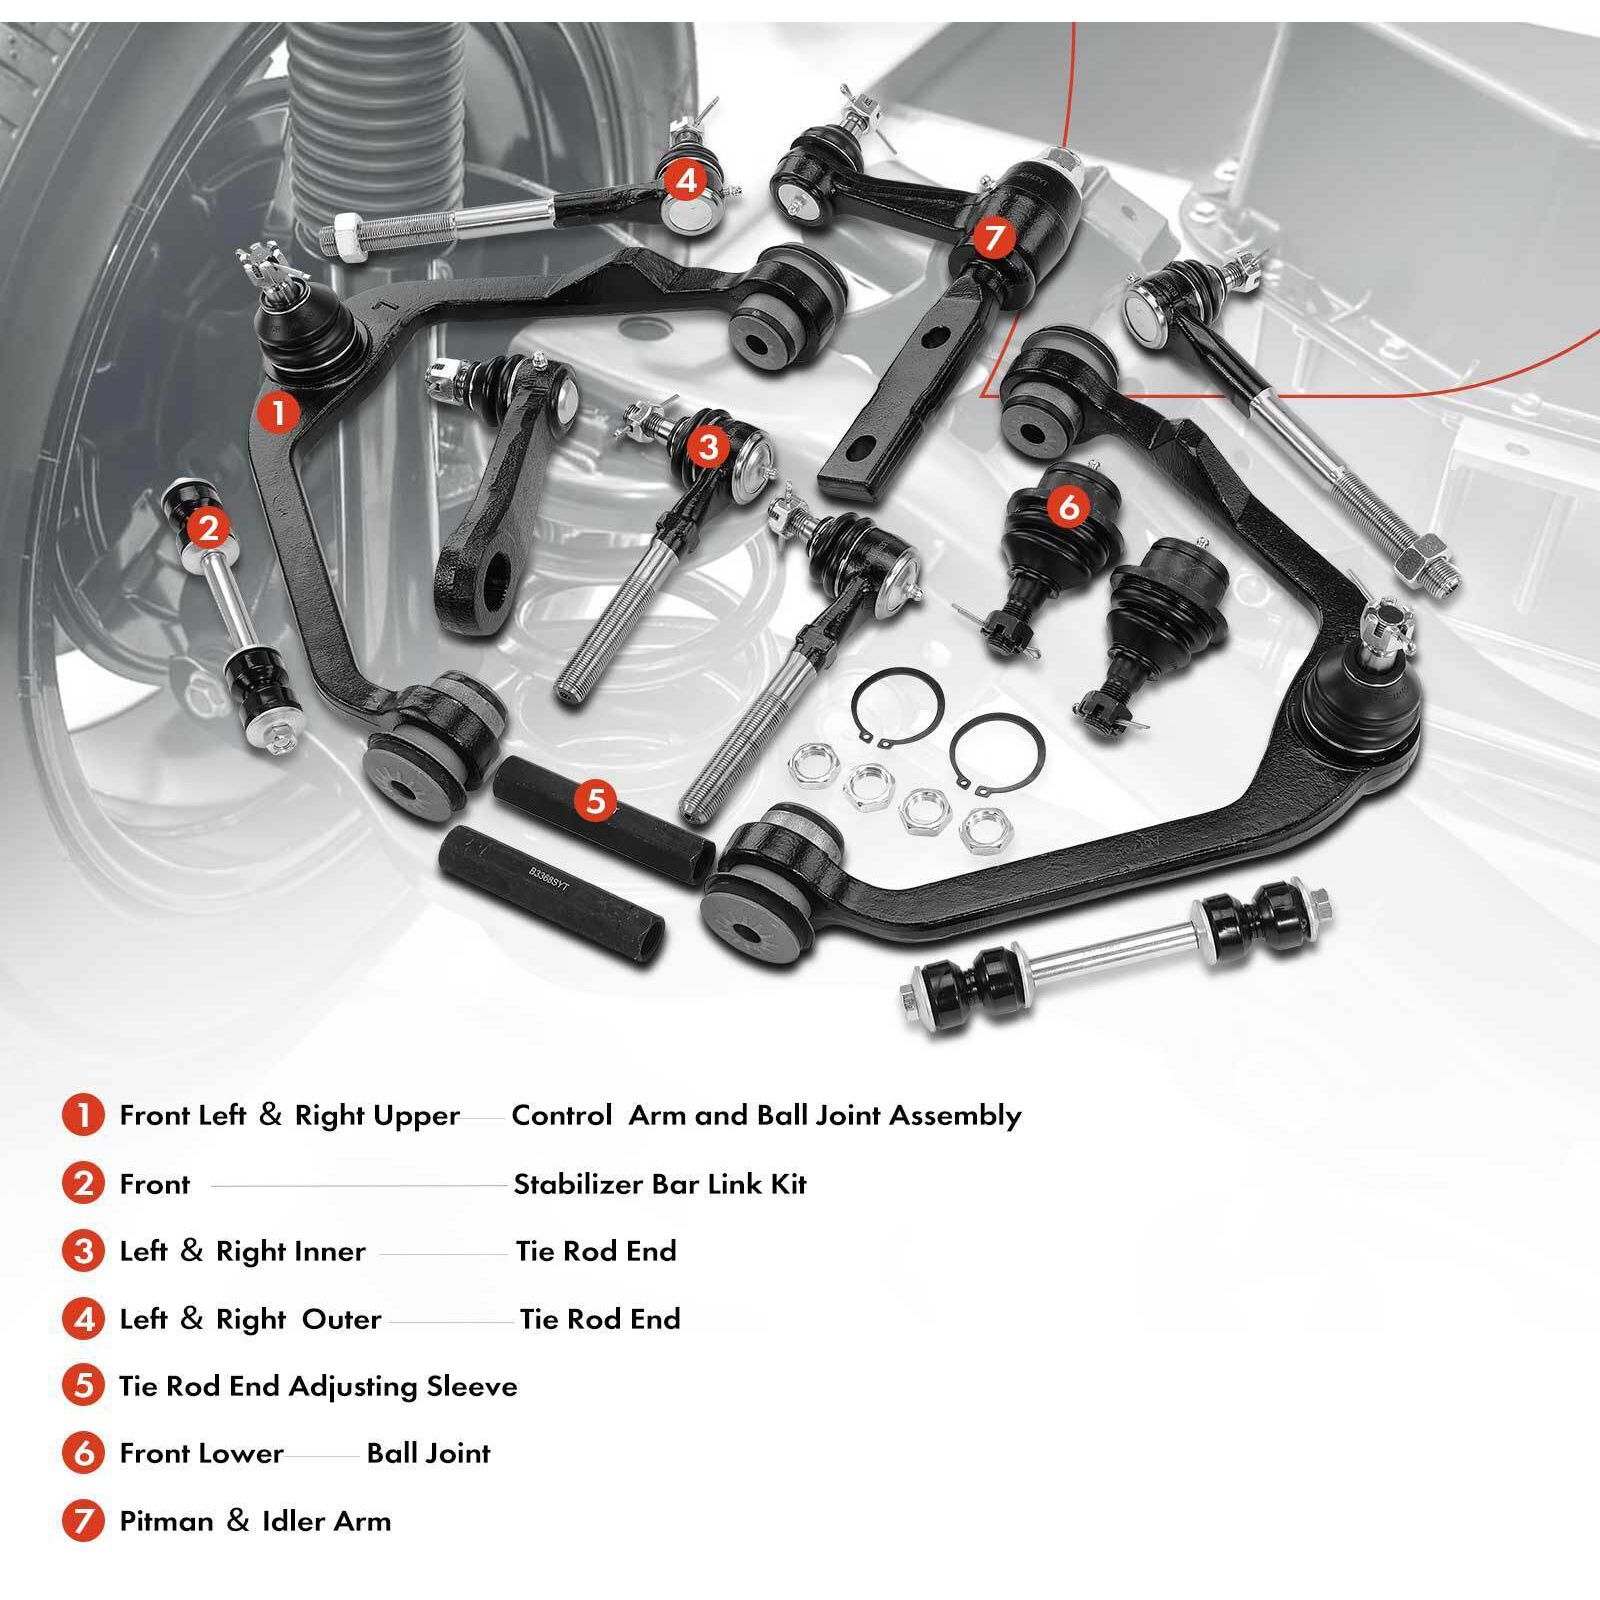 4
7
1
3
6
2
5
B3368SYT
1 Front Left & Right Upper Control Arm and Ball Joint Assembly
2 Front Stabilizer Bar Link Kit
3 Left & Right Inner Tie Rod End
4 Left & Right Outer Tie Rod End
5 Tie Rod End Adjusting Sleeve
6 Front Lower Ball Joint
7 Pitman & Idler Arm